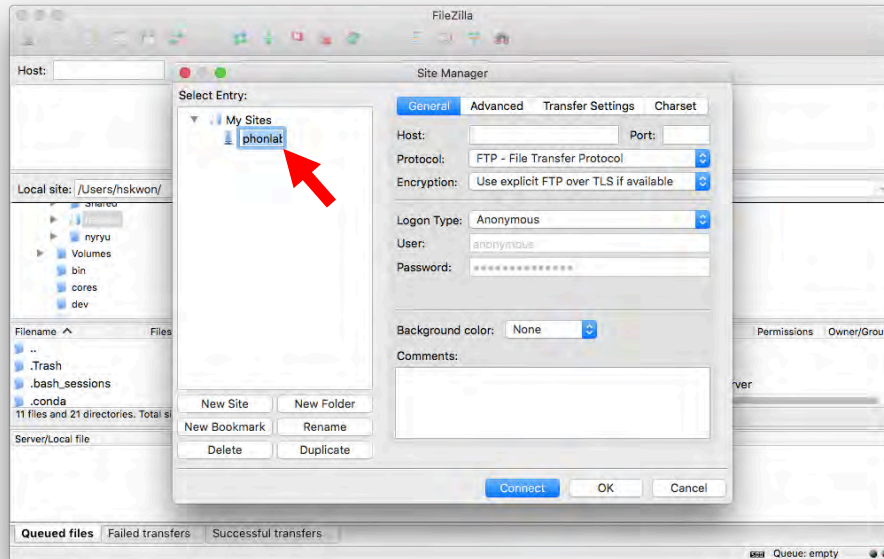 FileZilla
Host:
Site Manager
Select Entry:
My Sites
phonlab
General Advanced Transfer Settings Charset
Host: Port:
Protocol: FTP - File Transfer Protocol
Encryption: Use explicit FTP over TLS if available
Logon Type: Anonymous
User: anonymous
Password:
Background color: None
Comments:
New Site New Folder
New Bookmark Rename
Delete Duplicate
Connect OK Cancel
Local site: /Users/hskwon/
Shared
nyryu
Volumes
bin
cores
dev
Filename Files Permissions Owner/Grou
..
.Trash
.bash_sessions
.conda
ver
11 files and 21 directories. Total si
Server/Local file
Queued files Failed transfers Successful transfers
Queue: empty